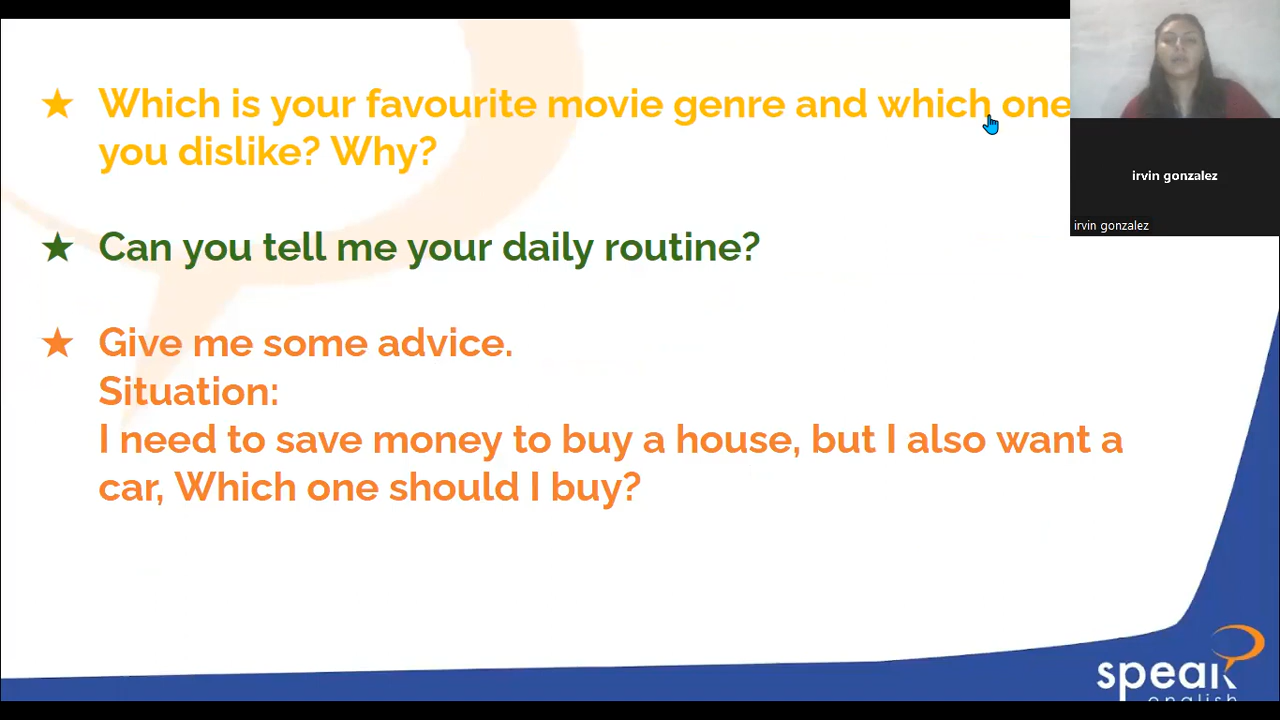 Which is your favourite movie genre and which one
you dislike? Why?
Can you tell me your daily routine?
Give me some advice.
Situation:
I need to save money to buy a house, but I also want a
car, Which one should I buy?
irvin gonzalez
irvin gonzalez
speak
english